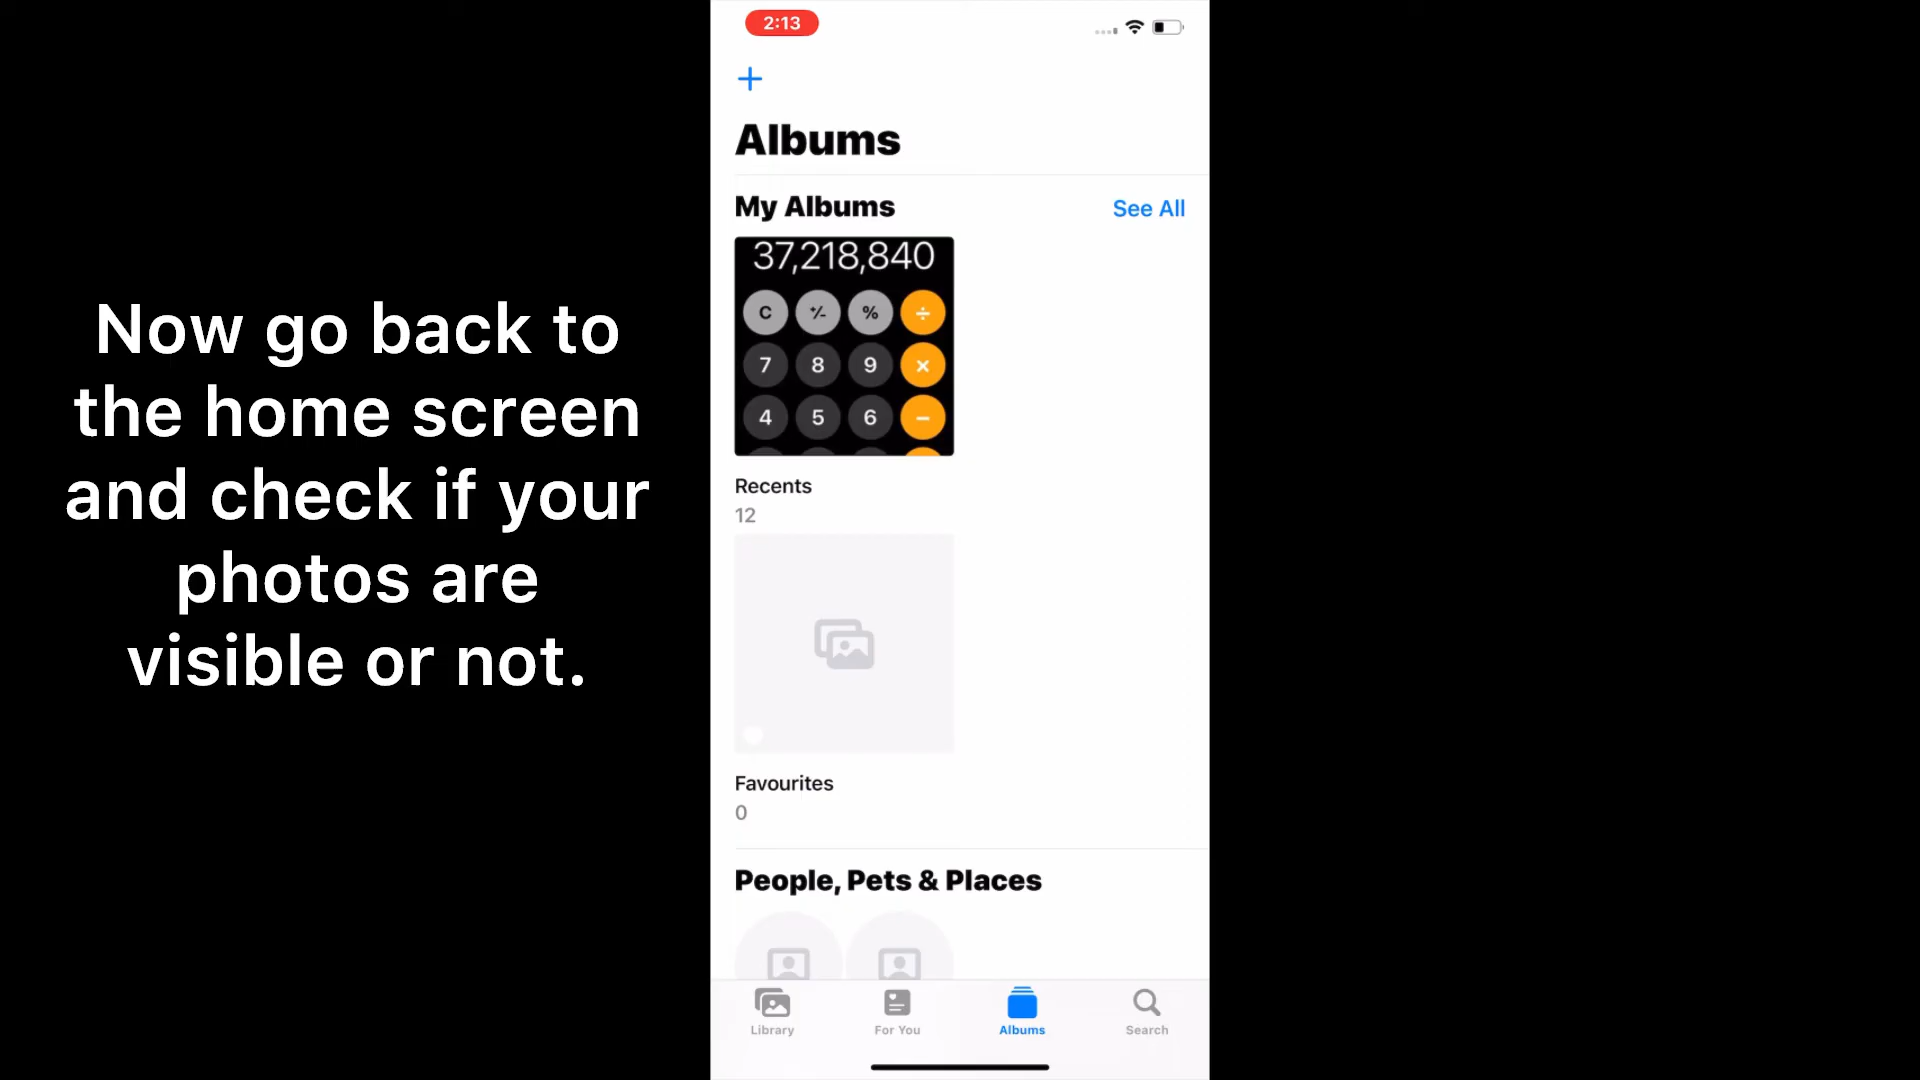 Now go back to
the home screen
and check if your
photos are
visible or not.
2:13
+
Albums
My Albums
See All
37,218,840
C +/- % ÷
7 8 9 ×
4 5 6 −
Recents
12
Favourites
0
People, Pets & Places
Library
For You
Albums
Search